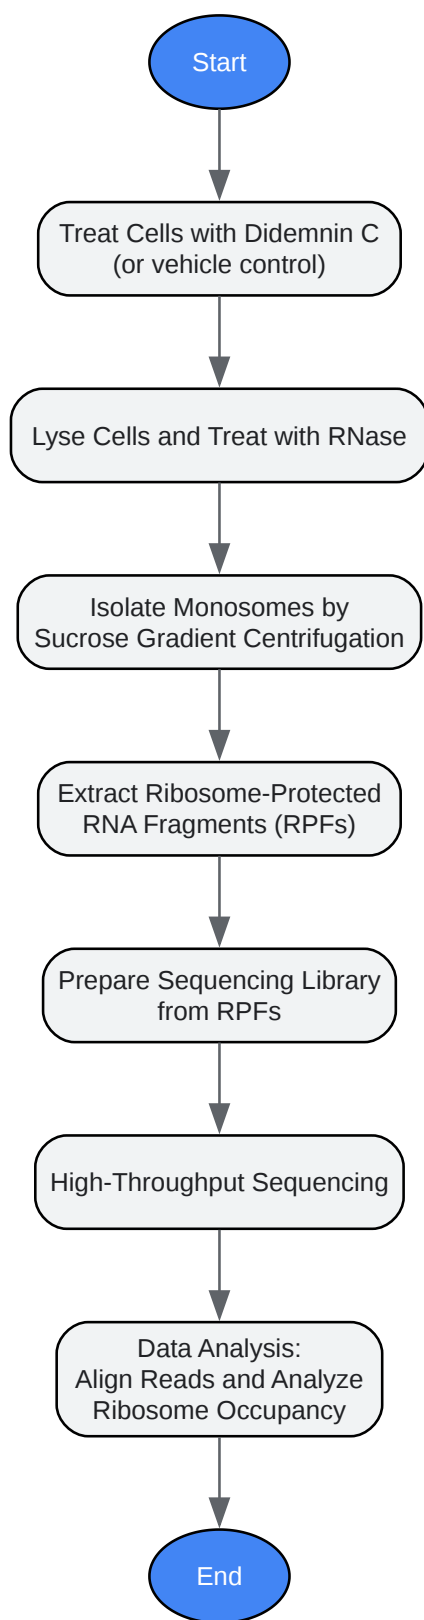 Start
Treat Cells with Didemnin C
(or vehicle control)
Lyse Cells and Treat with RNase
Isolate Monosomes by
Sucrose Gradient Centrifugation
Extract Ribosome-Protected
RNA Fragments (RPFs)
Prepare Sequencing Library
from RPFs
High-Throughput Sequencing
Data Analysis:
Align Reads and Analyze
Ribosome Occupancy
End